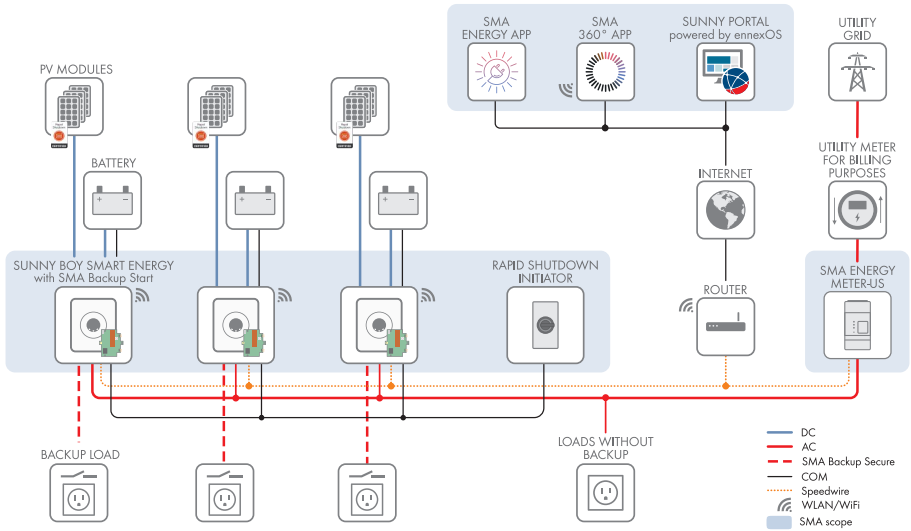 SMA
ENERGY APP
SMA
360° APP
SUNNY PORTAL
powered by ennexOS
UTILITY
GRID
PV MODULES
BATTERY
INTERNET
UTILITY METER
FOR BILLING
PURPOSES
SUNNY BOY SMART ENERGY
with SMA Backup Start
RAPID SHUTDOWN
INITIATOR
ROUTER
SMA ENERGY
METER-US
BACKUP LOAD
LOADS WITHOUT
BACKUP
DC
AC
SMA Backup Secure
COM
Speedwire
WLAN/WiFi
SMA scope